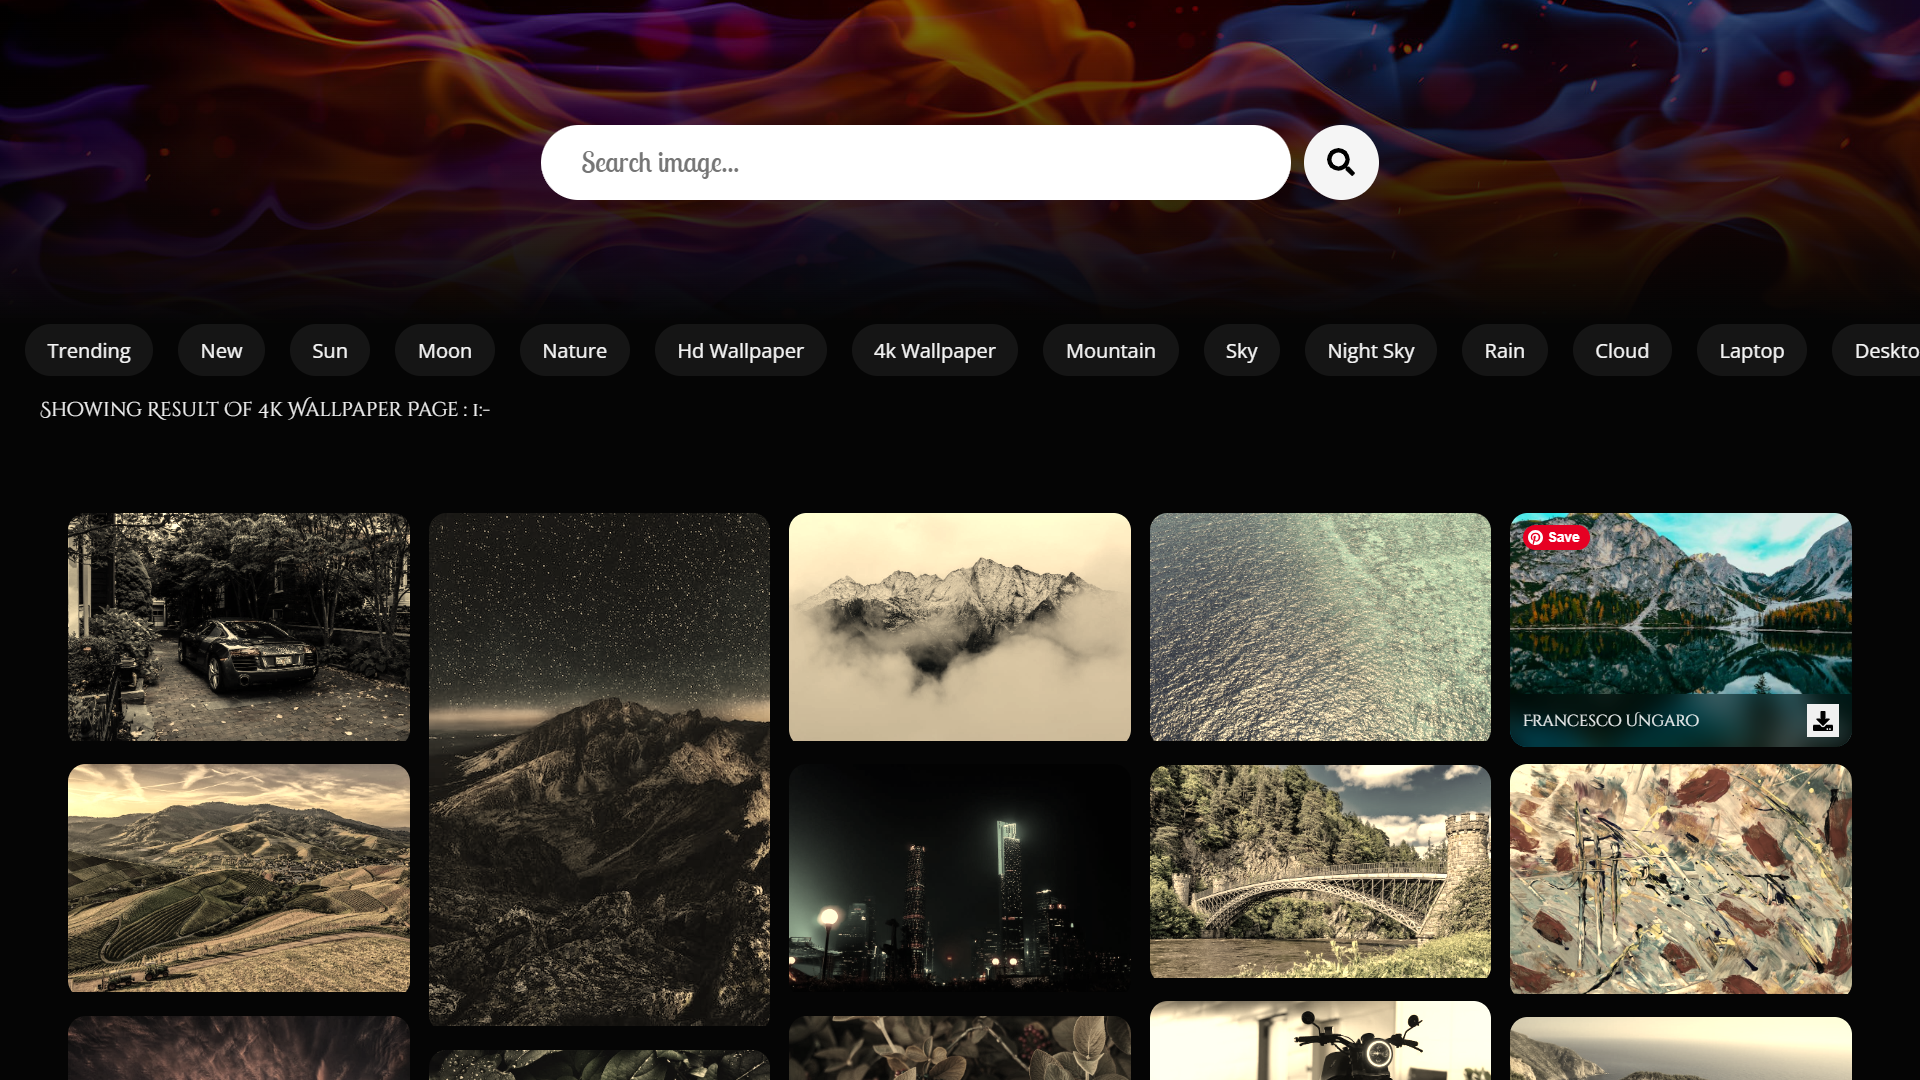 Search image...
Trending
New
Sun
Moon
Nature
Hd Wallpaper
4k Wallpaper
Mountain
Sky
Night Sky
Rain
Cloud
Laptop
Deskto
Showing Result Of 4k Wallpaper Page : 1:-
Save
Francesco Ungaro